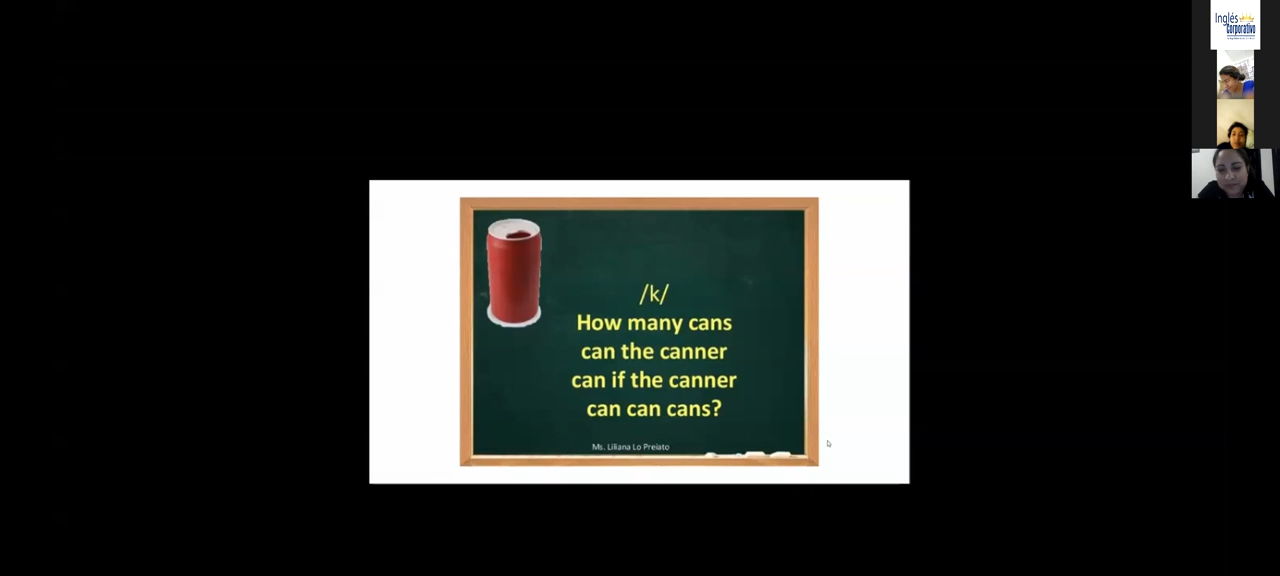 Inglés
Corporativo
/k/
How many cans
can the canner
can if the canner
can can cans?
Ms. Liliana Lo Preiato